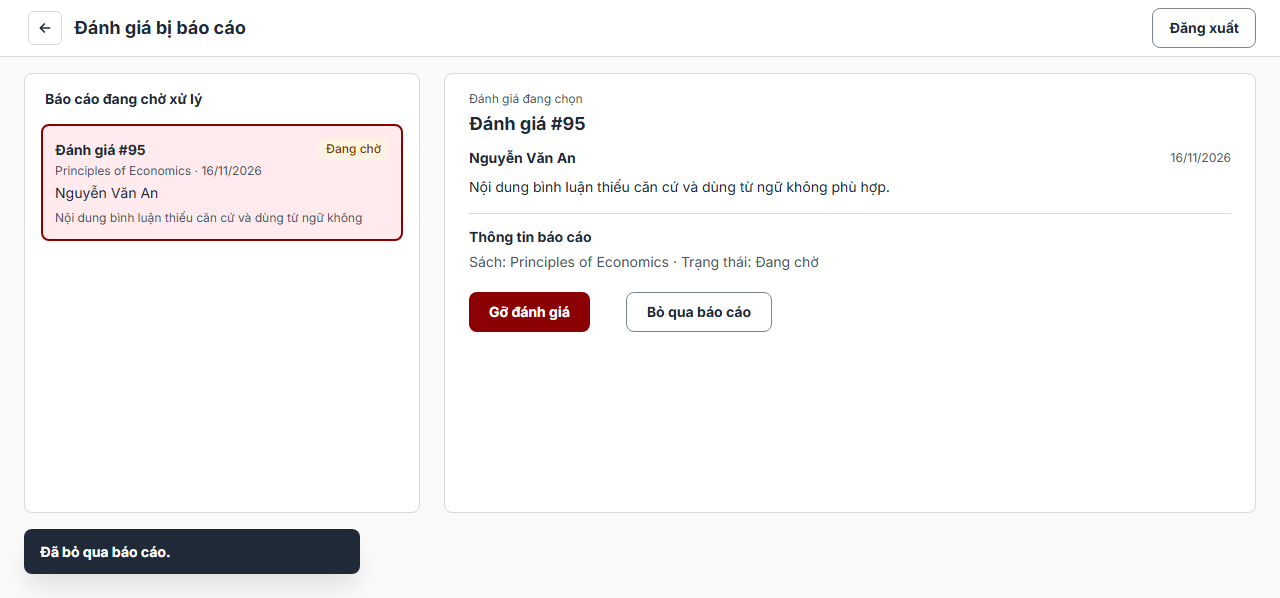 Đánh giá bị báo cáo
Đăng xuất
Báo cáo đang chờ xử lý
Đánh giá #95
Đang chờ
Principles of Economics · 16/11/2026
Nguyễn Văn An
Nội dung bình luận thiếu căn cứ và dùng từ ngữ không
Đánh giá đang chọn
Đánh giá #95
Nguyễn Văn An
16/11/2026
Nội dung bình luận thiếu căn cứ và dùng từ ngữ không phù hợp.
Thông tin báo cáo
Sách: Principles of Economics · Trạng thái: Đang chờ
Gỡ đánh giá
Bỏ qua báo cáo
Đã bỏ qua báo cáo.